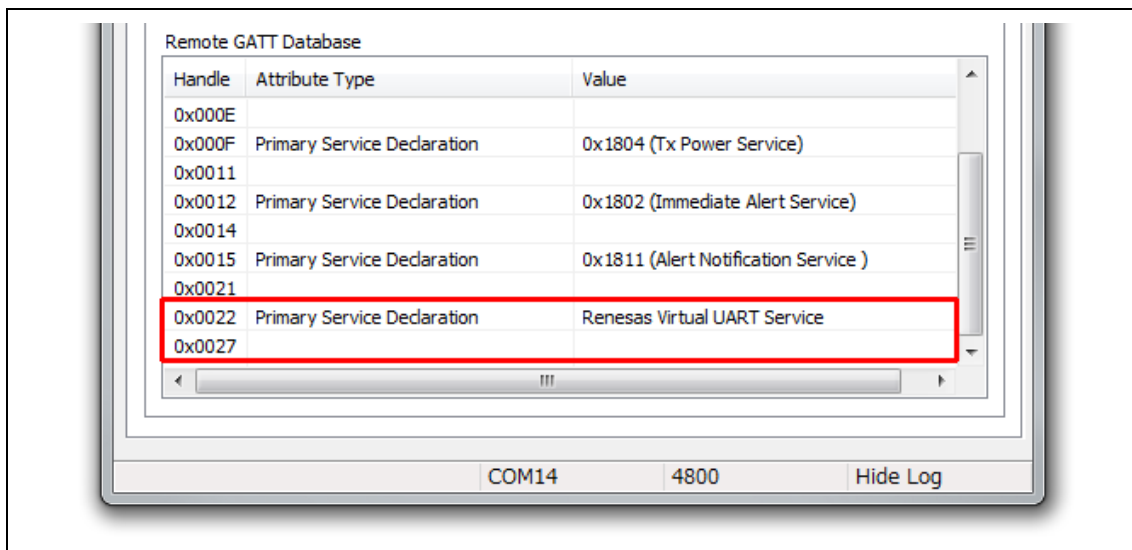 Remote GATT Database
Handle Attribute Type Value
0x000E
0x000F Primary Service Declaration 0x1804 (Tx Power Service)
0x0011
0x0012 Primary Service Declaration 0x1802 (Immediate Alert Service)
0x0014
0x0015 Primary Service Declaration 0x1811 (Alert Notification Service )
0x0021
0x0022 Primary Service Declaration Renesas Virtual UART Service
0x0027
COM14 4800 Hide Log